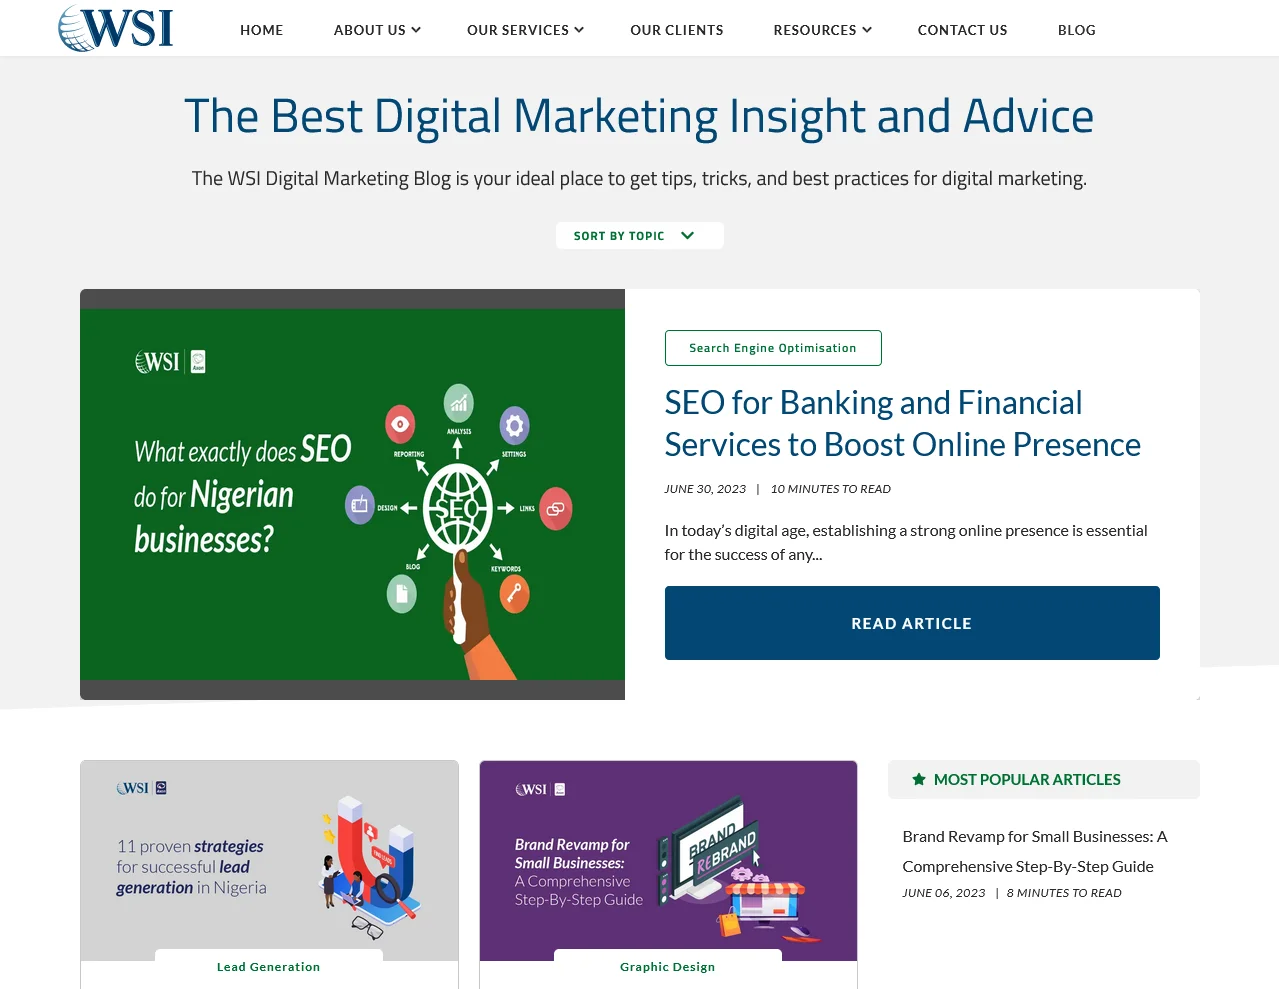 WSI
HOME
ABOUT US
OUR SERVICES
OUR CLIENTS
RESOURCES
CONTACT US
BLOG
The Best Digital Marketing Insight and Advice
The WSI Digital Marketing Blog is your ideal place to get tips, tricks, and best practices for digital marketing.
SORT BY TOPIC
WSI
What exactly does SEO
do for Nigerian
businesses?
ANALYSIS
REPORTING
SETTINGS
DESIGN
SEO
LINKS
BLOG
KEYWORDS
Search Engine Optimisation
SEO for Banking and Financial
Services to Boost Online Presence
JUNE 30, 2023 | 10 MINUTES TO READ
In today’s digital age, establishing a strong online presence is essential
for the success of any...
READ ARTICLE
WSI
11 proven strategies
for successful lead
generation in Nigeria
Lead Generation
WSI
Brand Revamp for
Small Businesses:
A Comprehensive
Step-By-Step Guide
BRAND
REBRAND
Graphic Design
MOST POPULAR ARTICLES
Brand Revamp for Small Businesses: A
Comprehensive Step-By-Step Guide
JUNE 06, 2023 | 8 MINUTES TO READ